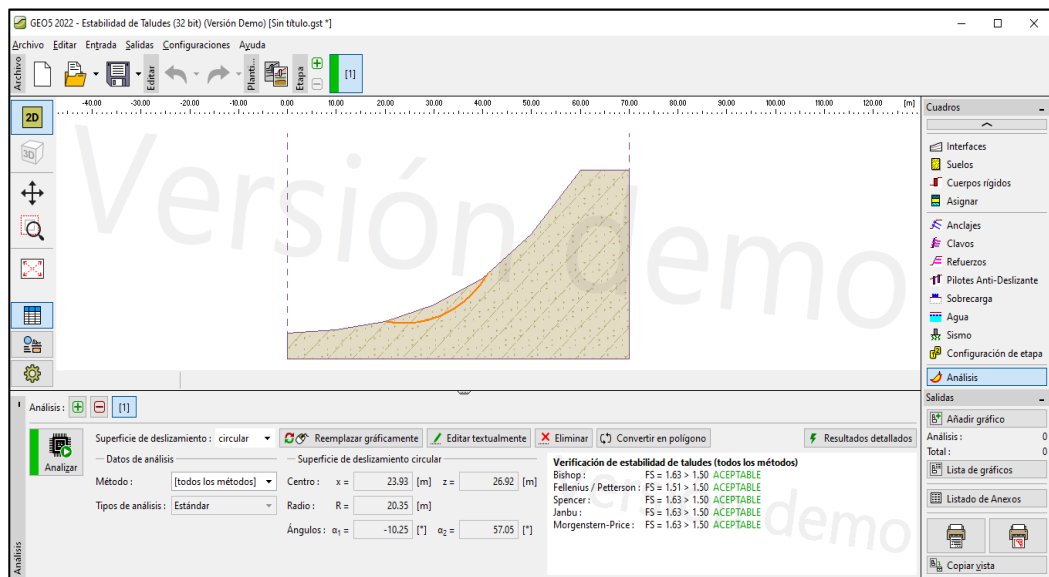 GEO5 2022 - Estabilidad de Taludes (32 bit) (Versión Demo) [Sin título.gst *]
Archivo Editar Entrada Salidas Configuraciones Ayuda
Archivo
Editar
Planti...
Etapa
[1]
2D
3D
-40.00 -30.00 -20.00 -10.00 0.00 10.00 20.00 30.00 40.00 50.00 60.00 70.00 80.00 90.00 100.00 110.00 120.00 [m]
Versión demo
Cuadros
Interfaces
Suelos
Cuerpos rígidos
Asignar
Anclajes
Clavos
Refuerzos
Pilotes Anti-Deslizante
Sobrecarga
Agua
Sismo
Configuración de etapa
Análisis
Salidas
Añadir gráfico
Análisis : 0
Total : 0
Lista de gráficos
Listado de Anexos
Copiar vista
Análisis : [1]
Analizar
Superficie de deslizamiento : circular Reemplazar gráficamente Editar textualmente Eliminar Convertir en polígono Resultados detallados
Datos de análisis
Método : [todos los métodos]
Tipos de análisis : Estándar
Superficie de deslizamiento circular
Centro : x = 23.93 [m] z = 26.92 [m]
Radio : R = 20.35 [m]
Ángulos : α1 = -10.25 [°] α2 = 57.05 [°]
Verificación de estabilidad de taludes (todos los métodos)
Bishop : FS = 1.63 > 1.50 ACEPTABLE
Fellenius / Petterson : FS = 1.51 > 1.50 ACEPTABLE
Spencer : FS = 1.63 > 1.50 ACEPTABLE
Janbu : FS = 1.63 > 1.50 ACEPTABLE
Morgenstern-Price : FS = 1.63 > 1.50 ACEPTABLE
Versión demo
Análisis